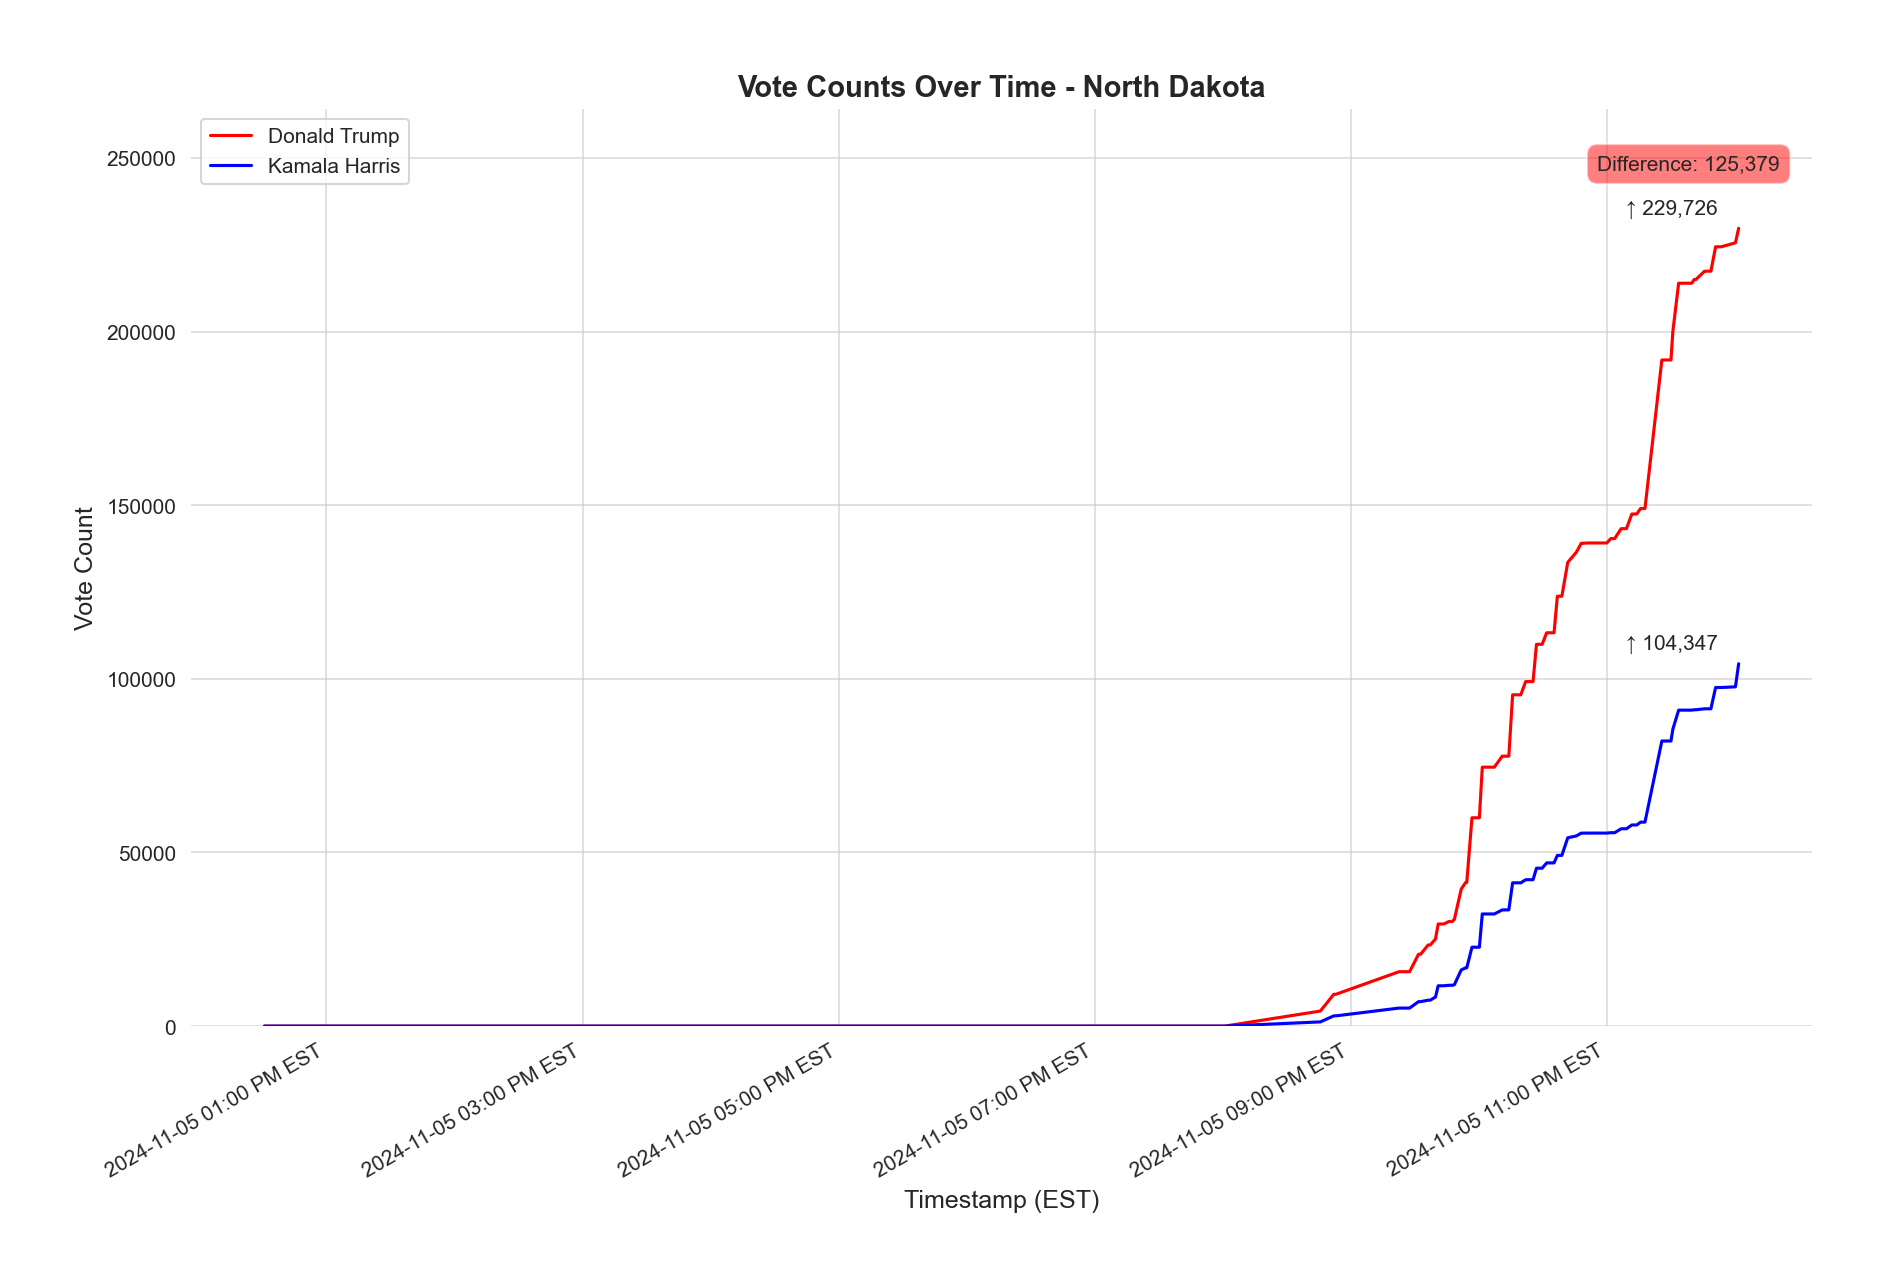 Vote Counts Over Time - North Dakota
Donald Trump
Kamala Harris
Difference: 125,379
↑ 229,726
↑ 104,347
Vote Count
250000
200000
150000
100000
50000
0
2024-11-05 01:00 PM EST
2024-11-05 03:00 PM EST
2024-11-05 05:00 PM EST
2024-11-05 07:00 PM EST
2024-11-05 09:00 PM EST
2024-11-05 11:00 PM EST
Timestamp (EST)